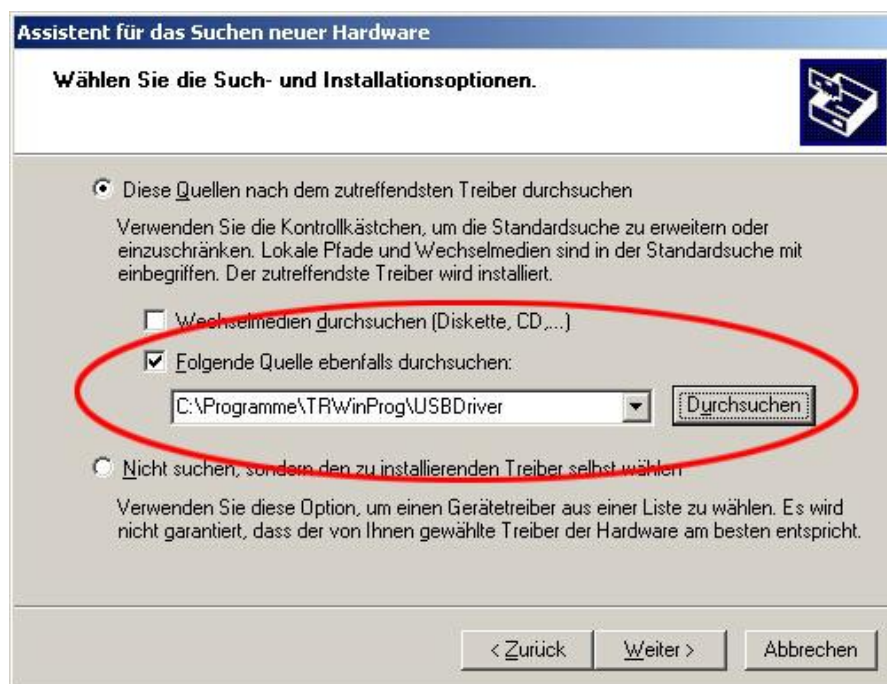 Assistent für das Suchen neuer Hardware
Wählen Sie die Such- und Installationsoptionen.
Diese Quellen nach dem zutreffendsten Treiber durchsuchen
Verwenden Sie die Kontrollkästchen, um die Standardsuche zu erweitern oder
einzuschränken. Lokale Pfade und Wechselmedien sind in der Standardsuche mit
einbegriffen. Der zutreffendste Treiber wird installiert.
Wechselmedien durchsuchen (Diskette, CD,...)
Folgende Quelle ebenfalls durchsuchen:
C:\Programme\TRWinProg\USBDriver
Durchsuchen
Nicht suchen, sondern den zu installierenden Treiber selbst wählen
Verwenden Sie diese Option, um einen Gerätetreiber aus einer Liste zu wählen. Es wird
nicht garantiert, dass der von Ihnen gewählte Treiber der Hardware am besten entspricht.
< Zurück Weiter > Abbrechen